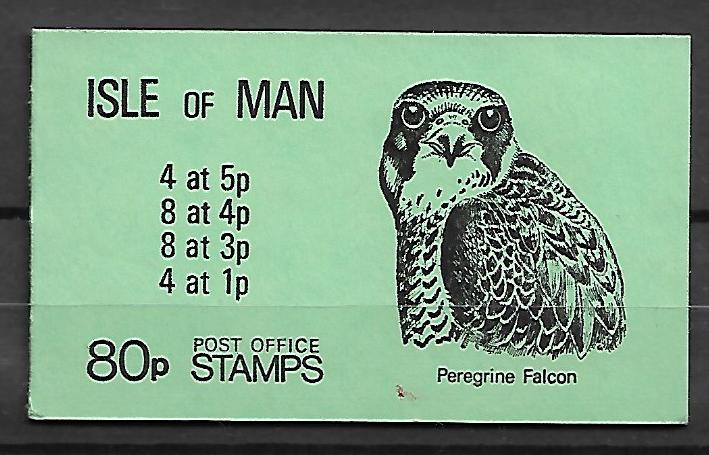 ISLE OF MAN
4 at 5p
8 at 4p
8 at 3p
4 at 1p
80p POST OFFICE STAMPS
Peregrine Falcon